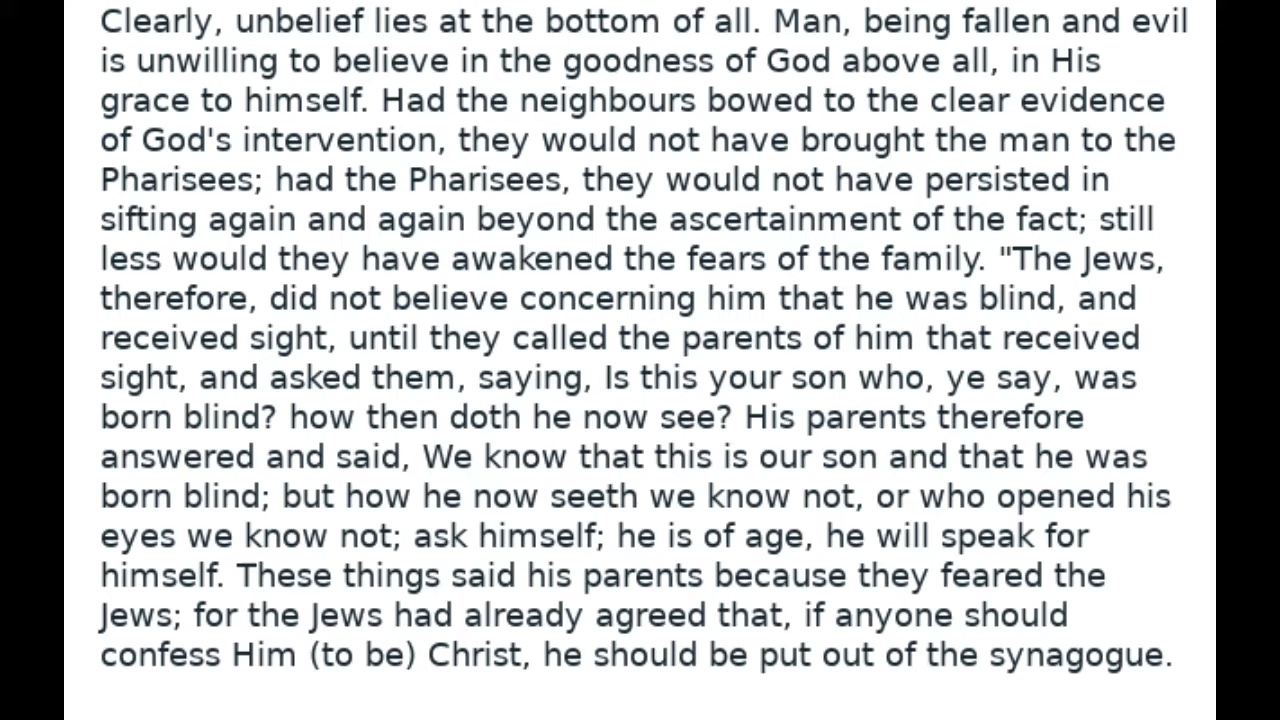 Clearly, unbelief lies at the bottom of all. Man, being fallen and evil
is unwilling to believe in the goodness of God above all, in His
grace to himself. Had the neighbours bowed to the clear evidence
of God's intervention, they would not have brought the man to the
Pharisees; had the Pharisees, they would not have persisted in
sifting again and again beyond the ascertainment of the fact; still
less would they have awakened the fears of the family. "The Jews,
therefore, did not believe concerning him that he was blind, and
received sight, until they called the parents of him that received
sight, and asked them, saying, Is this your son who, ye say, was
born blind? how then doth he now see? His parents therefore
answered and said, We know that this is our son and that he was
born blind; but how he now seeth we know not, or who opened his
eyes we know not; ask himself; he is of age, he will speak for
himself. These things said his parents because they feared the
Jews; for the Jews had already agreed that, if anyone should
confess Him (to be) Christ, he should be put out of the synagogue.